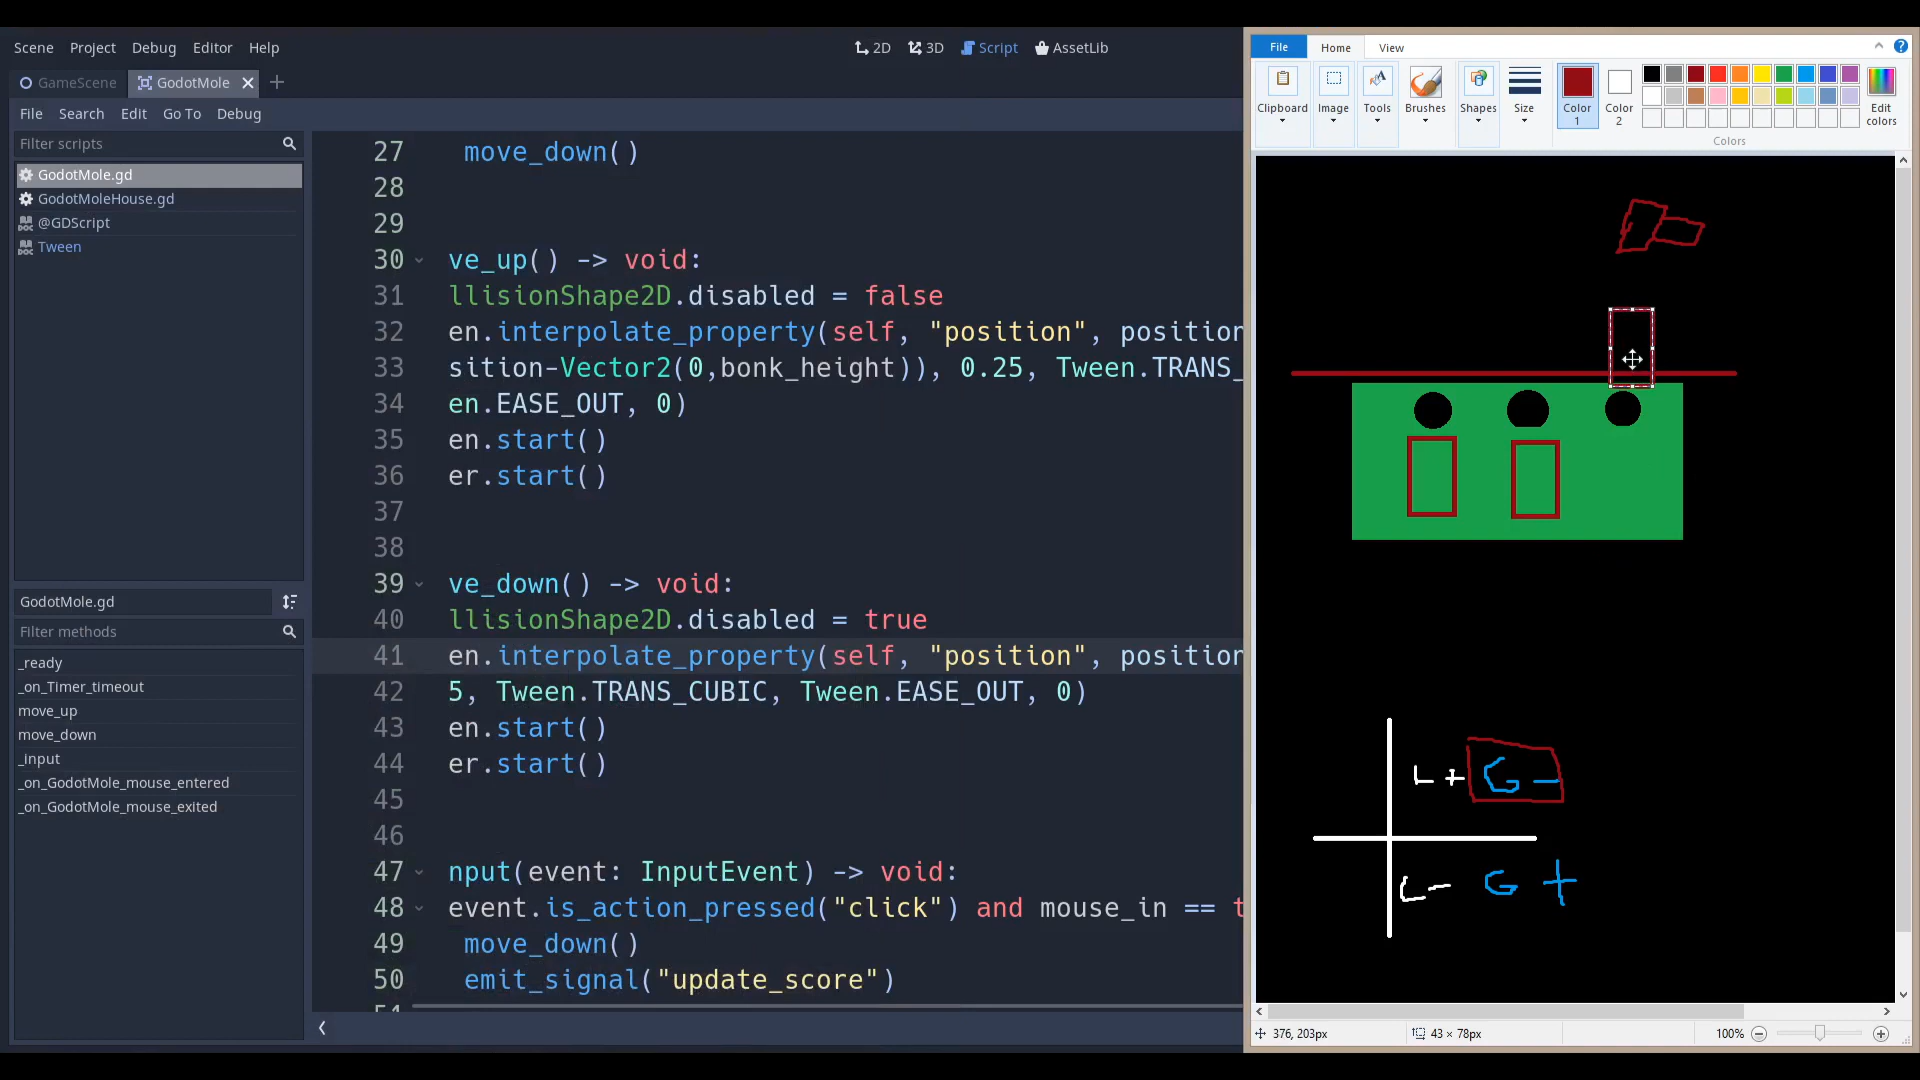 Scene Project Debug Editor Help
2D 3D Script AssetLib
GameScene GodotMole
File Search Edit Go To Debug
Filter scripts
GodotMole.gd
GodotMoleHouse.gd
@GDScript
Tween
GodotMole.gd
Filter methods
_ready
_on_Timer_timeout
move_up
move_down
_input
_on_GodotMole_mouse_entered
_on_GodotMole_mouse_exited
27 move_down()
28
29
30 ve_up() -> void:
31 llisionShape2D.disabled = false
32 en.interpolate_property(self, "position", position
33 sition-Vector2(0,bonk_height)), 0.25, Tween.TRANS_
34 en.EASE_OUT, 0)
35 en.start()
36 er.start()
37
38
39 ve_down() -> void:
40 llisionShape2D.disabled = true
41 en.interpolate_property(self, "position", position
42 5, Tween.TRANS_CUBIC, Tween.EASE_OUT, 0)
43 en.start()
44 er.start()
45
46
47 nput(event: InputEvent) -> void:
48 event.is_action_pressed("click") and mouse_in == t
49 move_down()
50 emit_signal("update_score")
File Home View
Clipboard Image Tools Brushes Shapes Size Color 1 Color 2 Edit colors
Colors
L + G -
L - G +
376, 203px 43 × 78px 100%